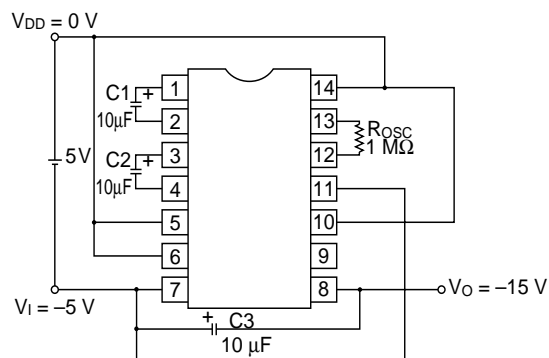 VDD = 0 V
C1 +
10µF
C2 +
10µF
5V
1
2
3
4
5
6
7
14
13
12
11
10
9
8
ROSC
1 MΩ
VI = –5 V
VO = –15 V
+ C3
10 µF